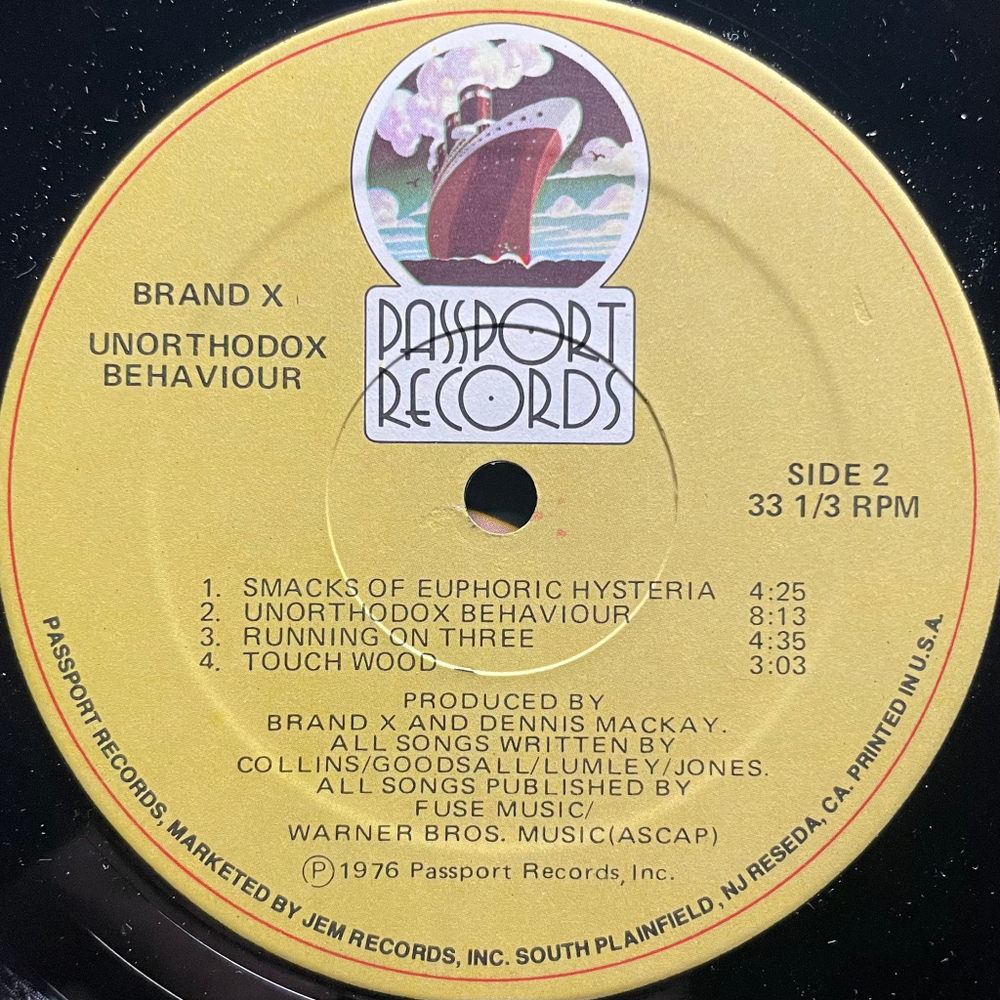 PASSPORT
RECORDS
BRAND X
UNORTHODOX
BEHAVIOUR
SIDE 2
33 1/3 RPM
1. SMACKS OF EUPHORIC HYSTERIA 4:25
2. UNORTHODOX BEHAVIOUR 8:13
3. RUNNING ON THREE 4:35
4. TOUCH WOOD 3:03
PRODUCED BY
BRAND X AND DENNIS MACKAY.
ALL SONGS WRITTEN BY
COLLINS/GOODSALL/LUMLEY/JONES.
ALL SONGS PUBLISHED BY
FUSE MUSIC/
WARNER BROS. MUSIC(ASCAP)
Ⓟ1976 Passport Records, Inc.
PASSPORT RECORDS, MARKETED BY JEM RECORDS, INC. SOUTH PLAINFIELD, NJ RESEDA, CA. PRINTED IN U.S.A.